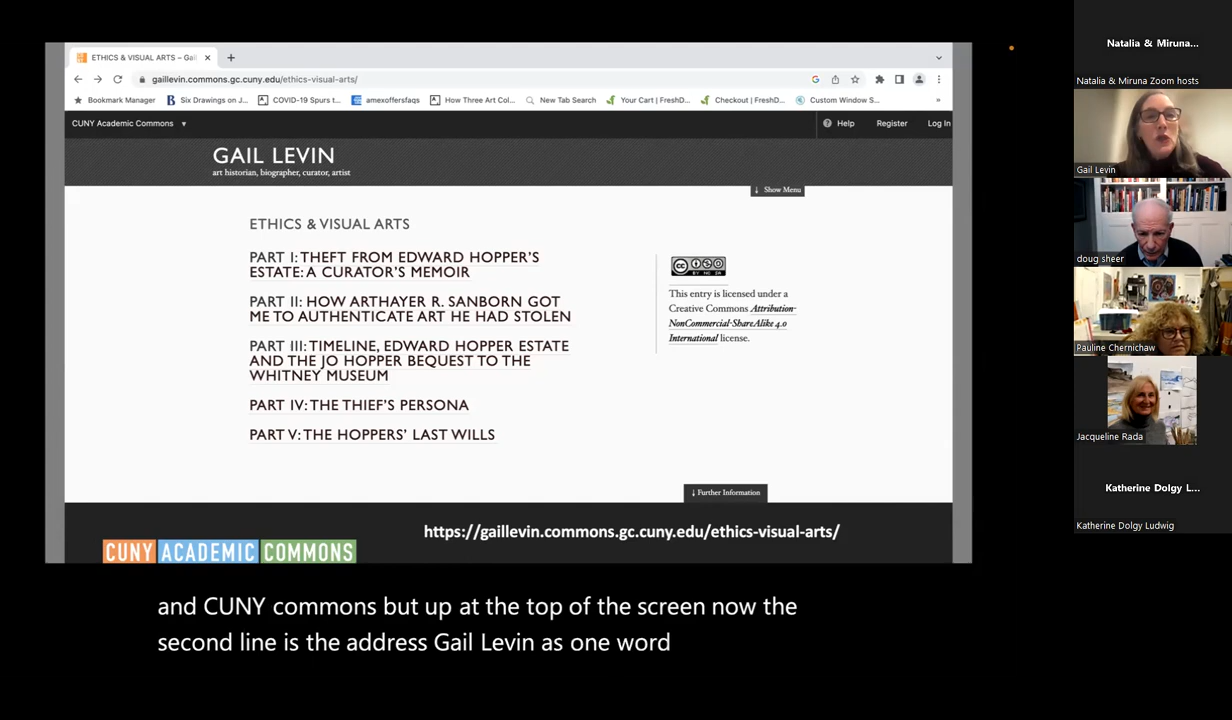 ETHICS & VISUAL ARTS – Gail
gaillevin.commons.gc.cuny.edu/ethics-visual-arts/
Bookmark Manager
Six Drawings on J...
COVID-19 Spurs t...
amexoffersfaqs
How Three Art Col...
New Tab Search
Your Cart | FreshD...
Checkout | FreshD...
Custom Window S...
CUNY Academic Commons
Help
Register
Log In
GAIL LEVIN
art historian, biographer, curator, artist
↓ Show Menu
ETHICS & VISUAL ARTS
PART I: THEFT FROM EDWARD HOPPER'S
ESTATE: A CURATOR'S MEMOIR
PART II: HOW ARTHAYER R. SANBORN GOT
ME TO AUTHENTICATE ART HE HAD STOLEN
PART III: TIMELINE, EDWARD HOPPER ESTATE
AND THE JO HOPPER BEQUEST TO THE
WHITNEY MUSEUM
PART IV: THE THIEF'S PERSONA
PART V: THE HOPPERS' LAST WILLS
CC BY NC SA
This entry is licensed under a
Creative Commons Attribution-
NonCommercial-ShareAlike 4.0
International license.
↓ Further Information
https://gaillevin.commons.gc.cuny.edu/ethics-visual-arts/
CUNY ACADEMIC COMMONS
and CUNY commons but up at the top of the screen now the
second line is the address Gail Levin as one word
Natalia & Miruna...
Natalia & Miruna Zoom hosts
Gail Levin
doug sheer
Pauline Chernichaw
Jacqueline Rada
Katherine Dolgy L...
Katherine Dolgy Ludwig